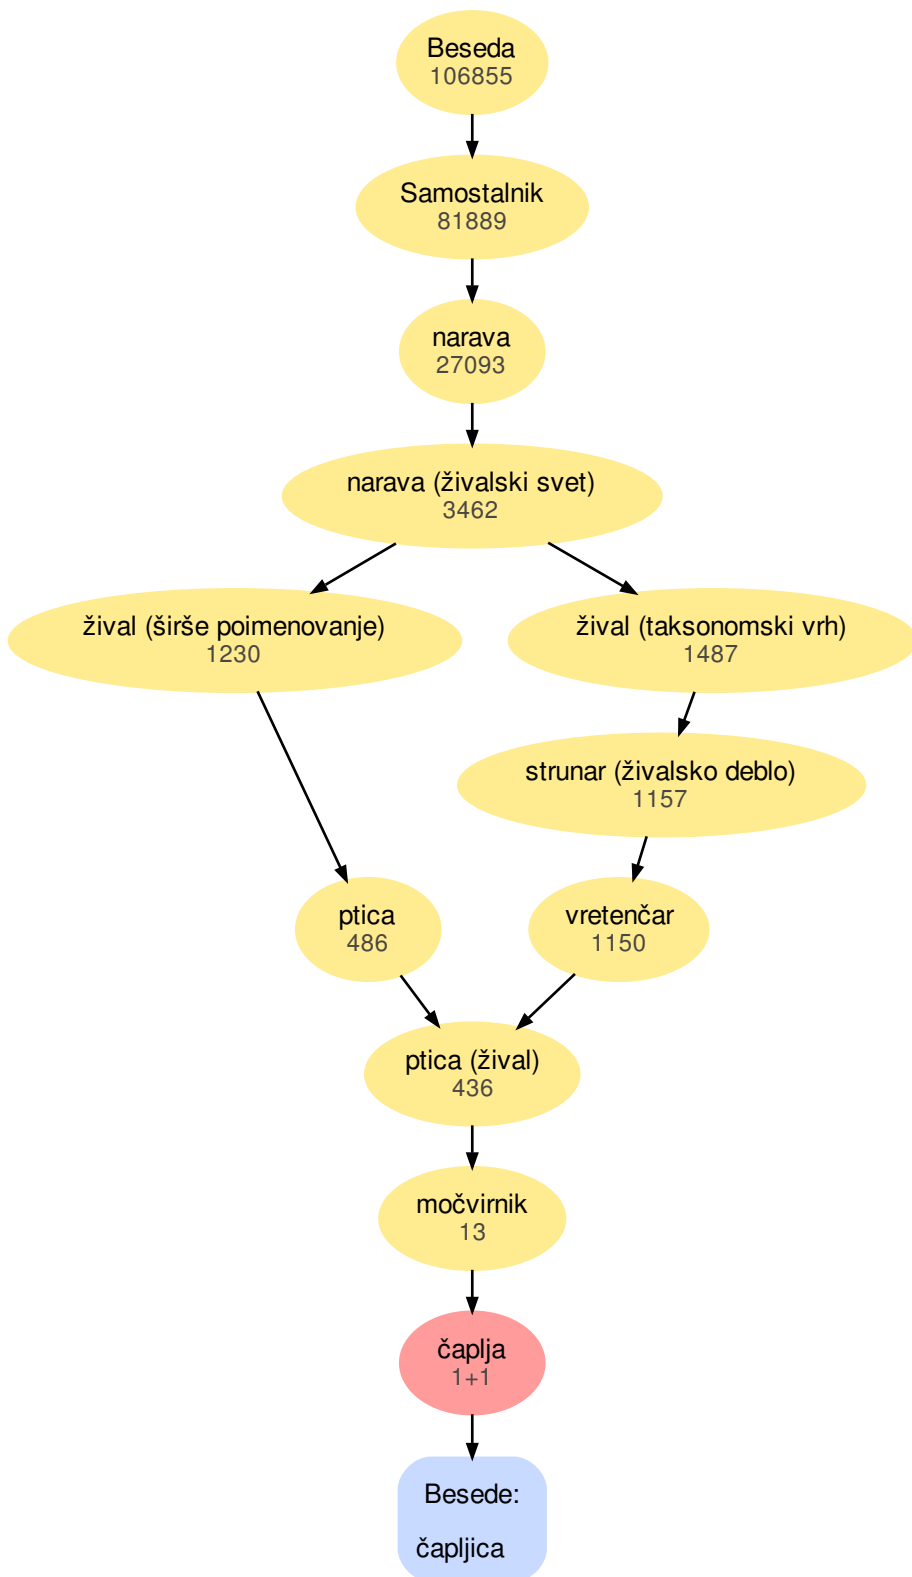 Beseda
106855
Samostalnik
81889
narava
27093
narava (živalski svet)
3462
žival (širše poimenovanje)
1230
žival (taksonomski vrh)
1487
strunar (živalsko deblo)
1157
ptica
486
vretenčar
1150
ptica (žival)
436
močvirnik
13
čaplja
1+1
Besede:
čapljica